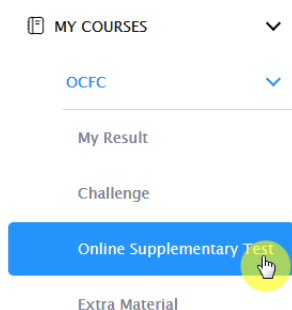 MY COURSES
OCFC
My Result
Challenge
Online Supplementary Test
Extra Material